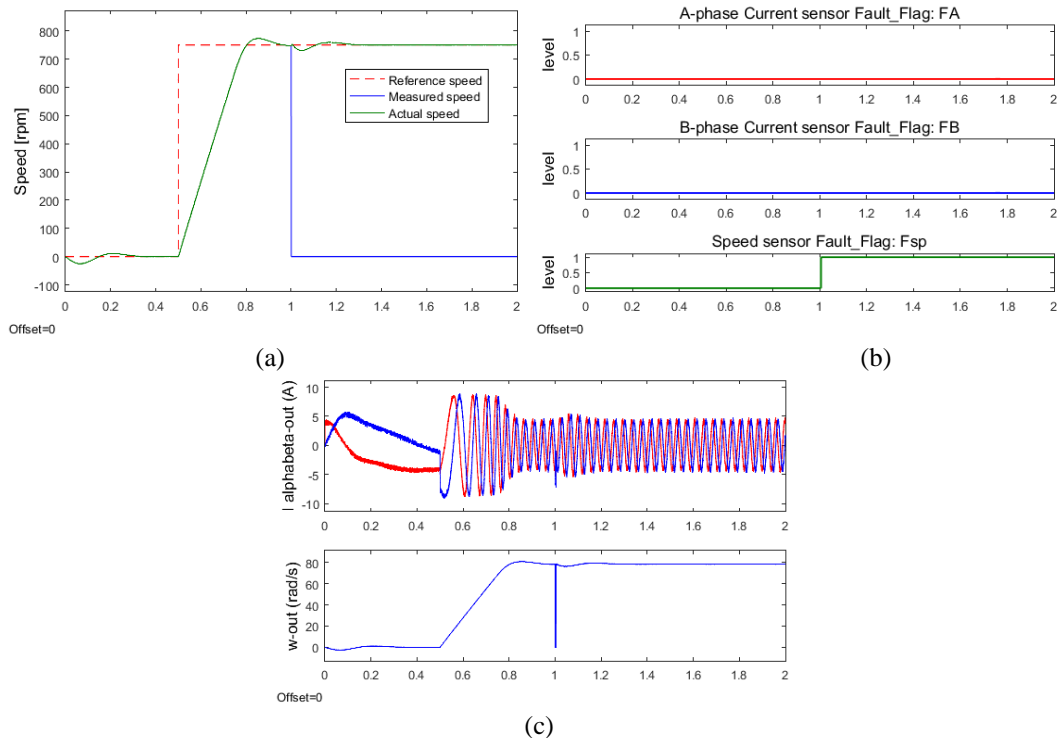 800
700
600
500
400
300
200
100
0
-100
Speed [rpm]
Reference speed
Measured speed
Actual speed
0 0.2 0.4 0.6 0.8 1 1.2 1.4 1.6 1.8 2
Offset=0
(a)
A-phase Current sensor Fault_Flag: FA
1
0.5
0
level
0 0.2 0.4 0.6 0.8 1 1.2 1.4 1.6 1.8 2
B-phase Current sensor Fault_Flag: FB
1
0.5
0
level
0 0.2 0.4 0.6 0.8 1 1.2 1.4 1.6 1.8 2
Speed sensor Fault_Flag: Fsp
1
0.5
0
level
0 0.2 0.4 0.6 0.8 1 1.2 1.4 1.6 1.8 2
Offset=0
(b)
10
5
0
-5
-10
I alphabeta-out (A)
0 0.2 0.4 0.6 0.8 1 1.2 1.4 1.6 1.8 2
80
60
40
20
0
w-out (rad/s)
0 0.2 0.4 0.6 0.8 1 1.2 1.4 1.6 1.8 2
Offset=0
(c)